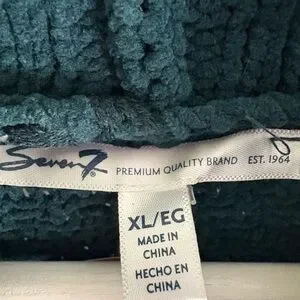 Seven7® PREMIUM QUALITY BRAND EST. 1964
XL/EG
MADE IN
CHINA
HECHO EN
CHINA